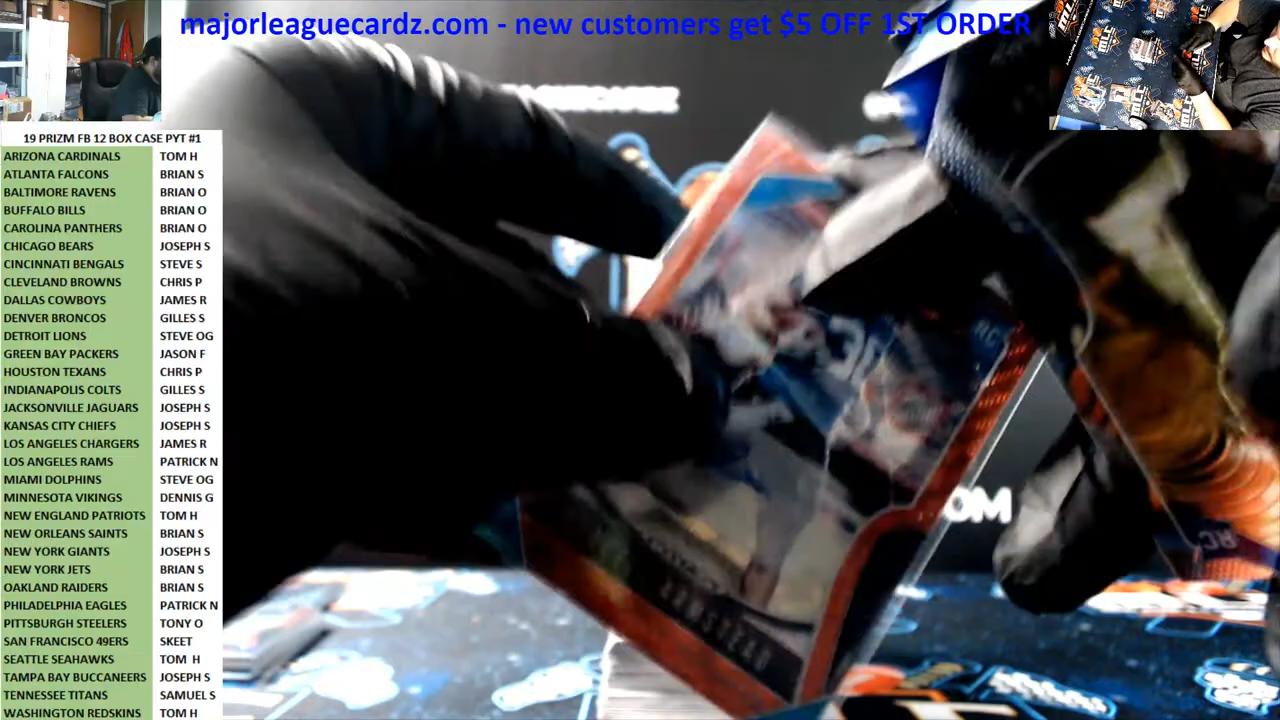 majorleaguecardz.com - new customers get $5 OFF 1ST ORDER
19 PRIZM FB 12 BOX CASE PYT #1
ARIZONA CARDINALS TOM H
ATLANTA FALCONS BRIAN S
BALTIMORE RAVENS BRIAN O
BUFFALO BILLS BRIAN O
CAROLINA PANTHERS BRIAN O
CHICAGO BEARS JOSEPH S
CINCINNATI BENGALS STEVE S
CLEVELAND BROWNS CHRIS P
DALLAS COWBOYS JAMES R
DENVER BRONCOS GILLES S
DETROIT LIONS STEVE OG
GREEN BAY PACKERS JASON F
HOUSTON TEXANS CHRIS P
INDIANAPOLIS COLTS GILLES S
JACKSONVILLE JAGUARS JOSEPH S
KANSAS CITY CHIEFS JOSEPH S
LOS ANGELES CHARGERS JAMES R
LOS ANGELES RAMS PATRICK N
MIAMI DOLPHINS STEVE OG
MINNESOTA VIKINGS DENNIS G
NEW ENGLAND PATRIOTS TOM H
NEW ORLEANS SAINTS BRIAN S
NEW YORK GIANTS JOSEPH S
NEW YORK JETS BRIAN S
OAKLAND RAIDERS BRIAN S
PHILADELPHIA EAGLES PATRICK N
PITTSBURGH STEELERS TONY O
SAN FRANCISCO 49ERS SKEET
SEATTLE SEAHAWKS TOM H
TAMPA BAY BUCCANEERS JOSEPH S
TENNESSEE TITANS SAMUEL S
WASHINGTON REDSKINS TOM H
RC
OM
RC